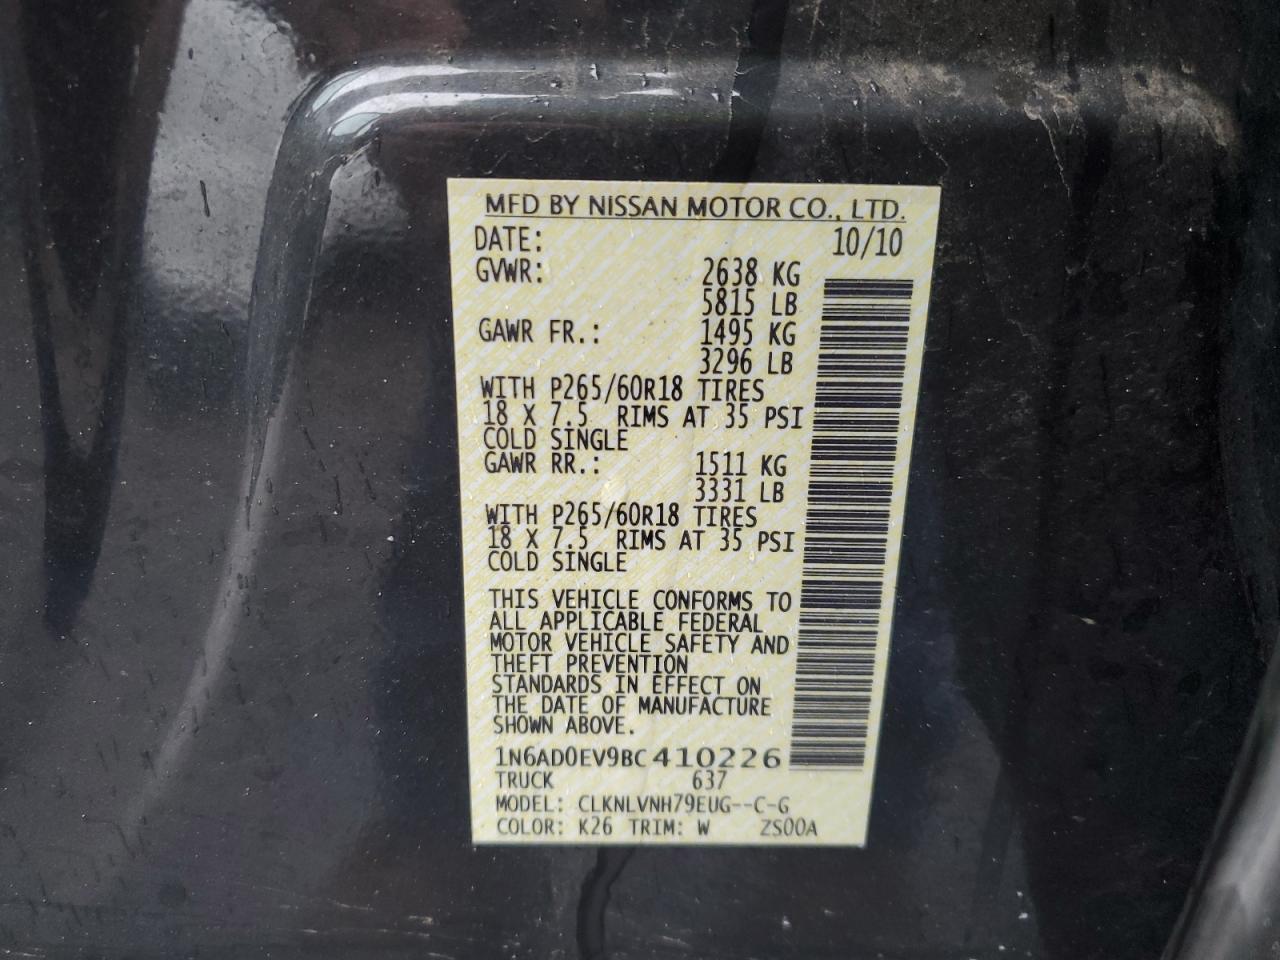 MFD BY NISSAN MOTOR CO., LTD.
DATE: 10/10
GVWR: 2638 KG
5815 LB
GAWR FR.: 1495 KG
3296 LB
WITH P265/60R18 TIRES
18 X 7.5 RIMS AT 35 PSI
COLD SINGLE
GAWR RR.: 1511 KG
3331 LB
WITH P265/60R18 TIRES
18 X 7.5 RIMS AT 35 PSI
COLD SINGLE
THIS VEHICLE CONFORMS TO
ALL APPLICABLE FEDERAL
MOTOR VEHICLE SAFETY AND
THEFT PREVENTION
STANDARDS IN EFFECT ON
THE DATE OF MANUFACTURE
SHOWN ABOVE.
1N6AD0EV9BC410226
TRUCK 637
MODEL: CLKNLVNH79EUG--C-G
COLOR: K26 TRIM: W ZS00A